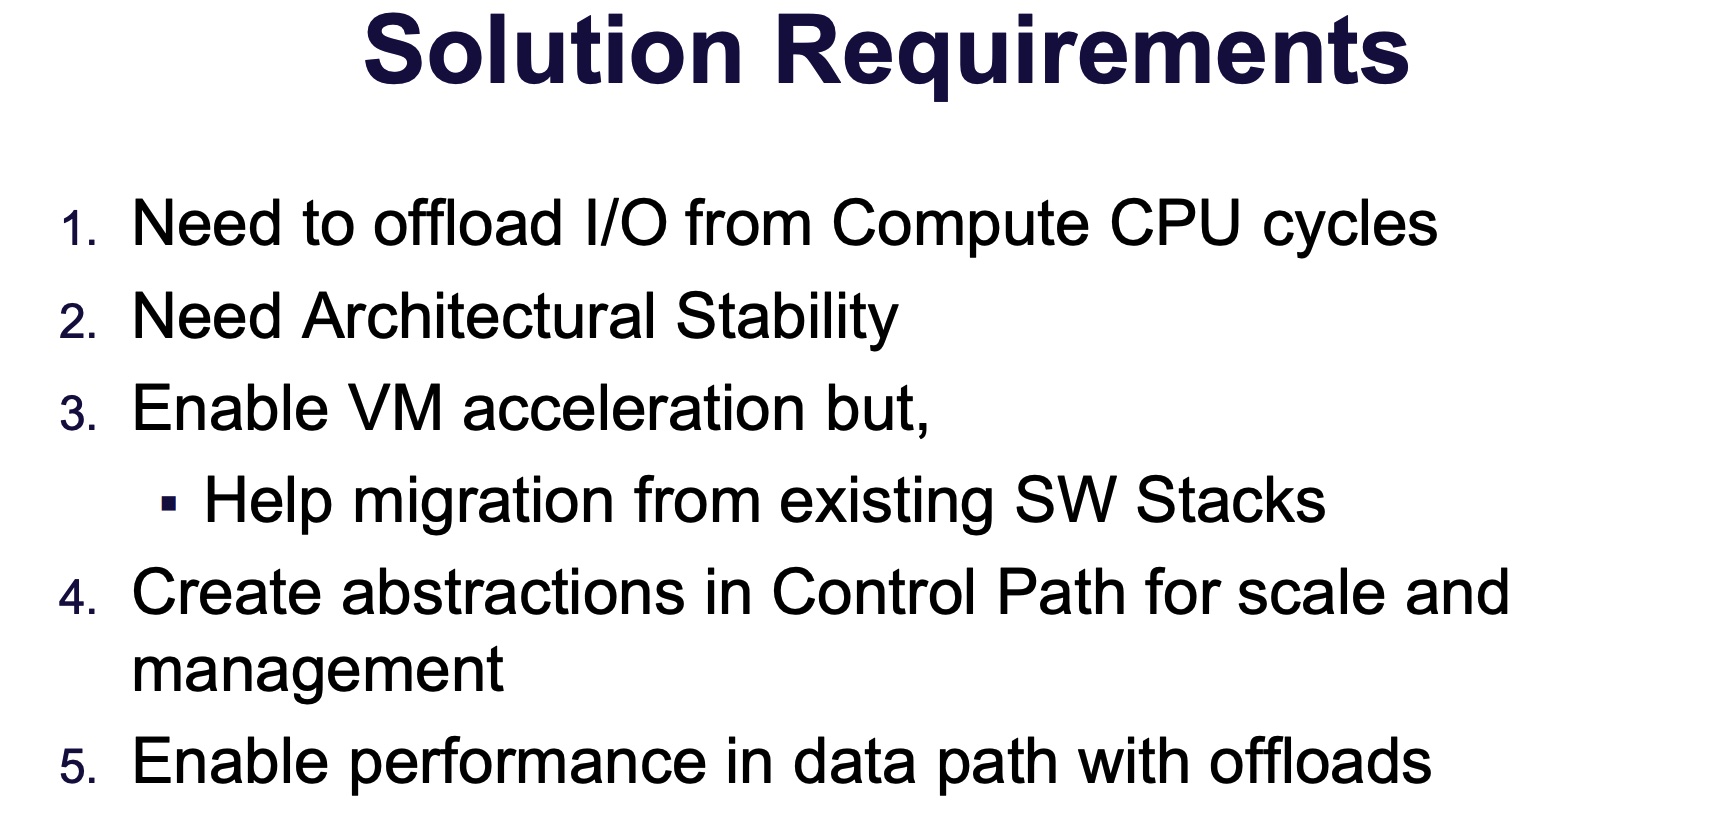 Solution Requirements
1. Need to offload I/O from Compute CPU cycles
2. Need Architectural Stability
3. Enable VM acceleration but,
▪ Help migration from existing SW Stacks
4. Create abstractions in Control Path for scale and
management
5. Enable performance in data path with offloads